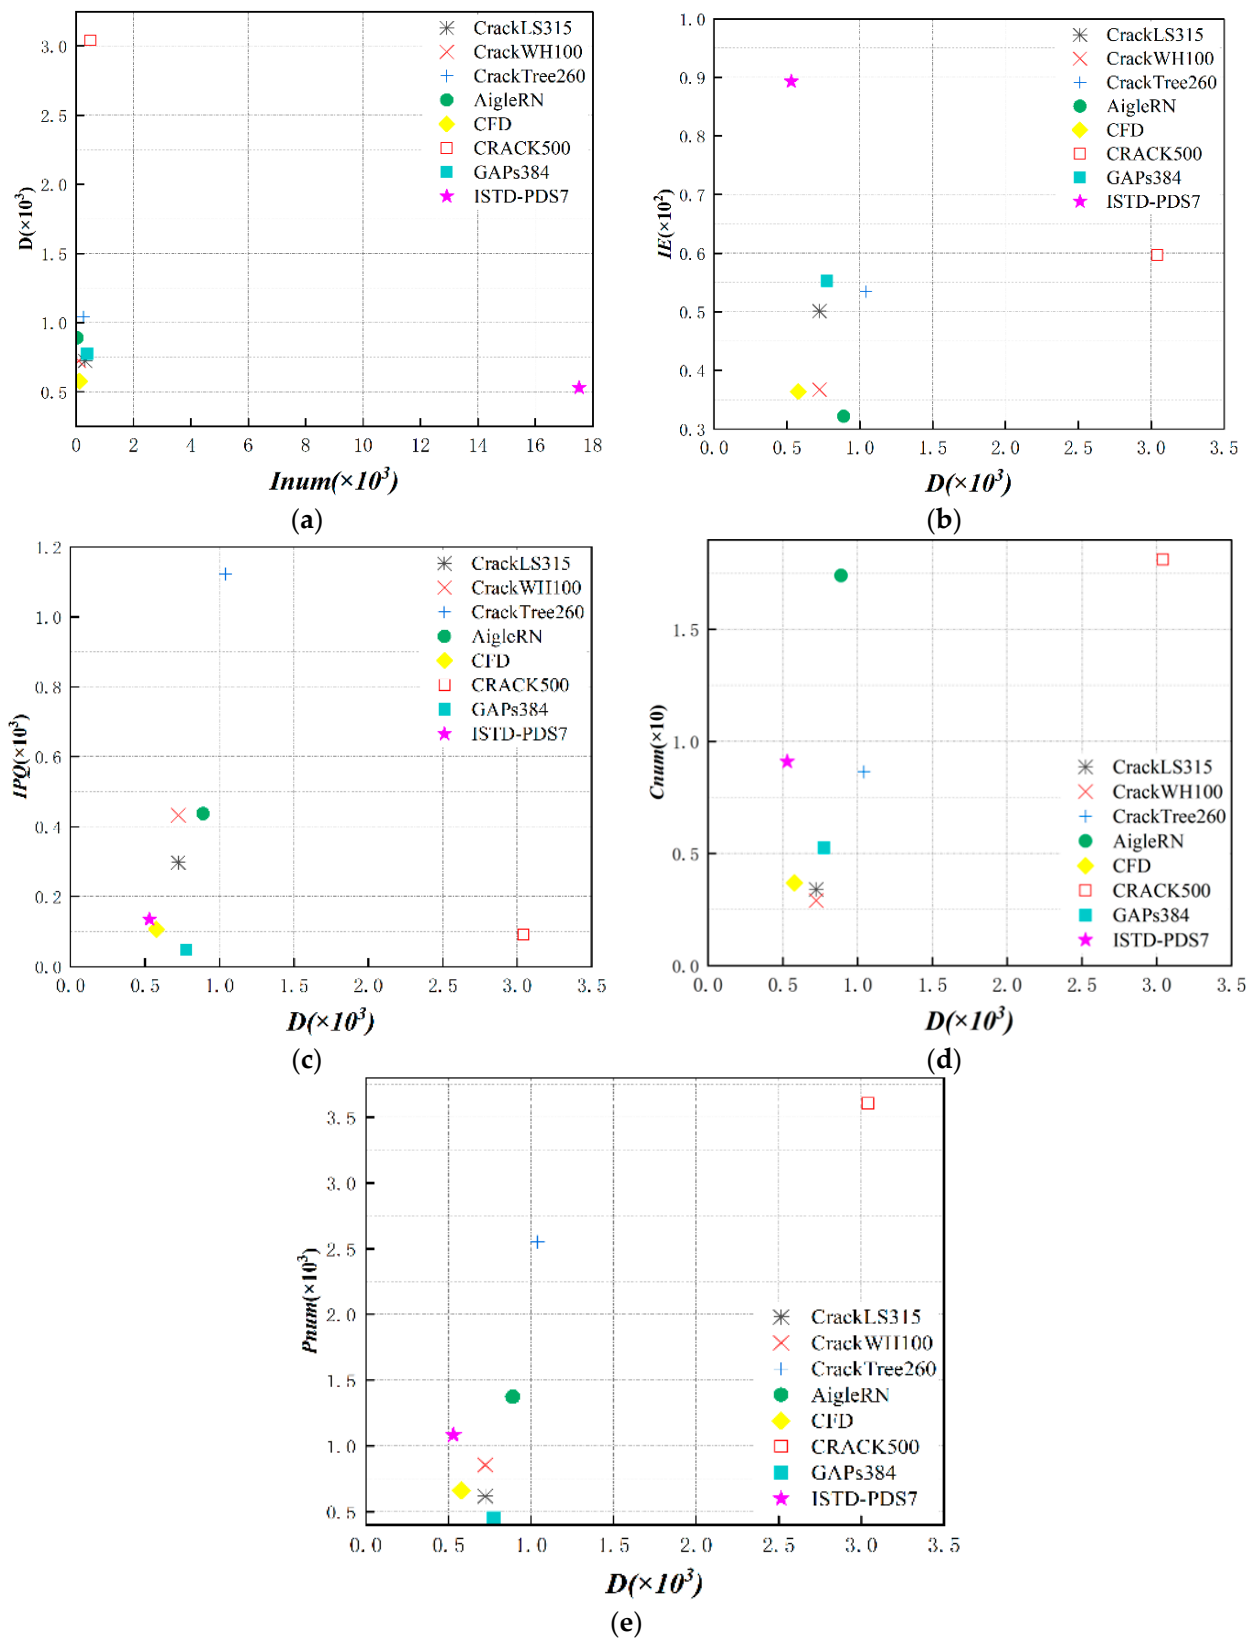 3.0
2.5
2.0
1.5
1.0
0.5
D(×10³)
CrackLS315
CrackWH100
CrackTree260
AigleRN
CFD
CRACK500
GAPs384
ISTD-PDS7
0 2 4 6 8 10 12 14 16 18
Inum(×10³)
(a)
1.0
0.9
0.8
0.7
0.6
0.5
0.4
0.3
IE(×10²)
CrackLS315
CrackWH100
CrackTree260
AigleRN
CFD
CRACK500
GAPs384
ISTD-PDS7
0.0 0.5 1.0 1.5 2.0 2.5 3.0 3.5
D(×10³)
(b)
1.2
1.0
0.8
0.6
0.4
0.2
0.0
IPQ(×10³)
CrackLS315
CrackWH100
CrackTree260
AigleRN
CFD
CRACK500
GAPs384
ISTD-PDS7
0.0 0.5 1.0 1.5 2.0 2.5 3.0 3.5
D(×10³)
(c)
1.5
1.0
0.5
0.0
Cnum(×10)
CrackLS315
CrackWH100
CrackTree260
AigleRN
CFD
CRACK500
GAPs384
ISTD-PDS7
0.0 0.5 1.0 1.5 2.0 2.5 3.0 3.5
D(×10³)
(d)
3.5
3.0
2.5
2.0
1.5
1.0
0.5
Pnum(×10³)
CrackLS315
CrackWH100
CrackTree260
AigleRN
CFD
CRACK500
GAPs384
ISTD-PDS7
0.0 0.5 1.0 1.5 2.0 2.5 3.0 3.5
D(×10³)
(e)